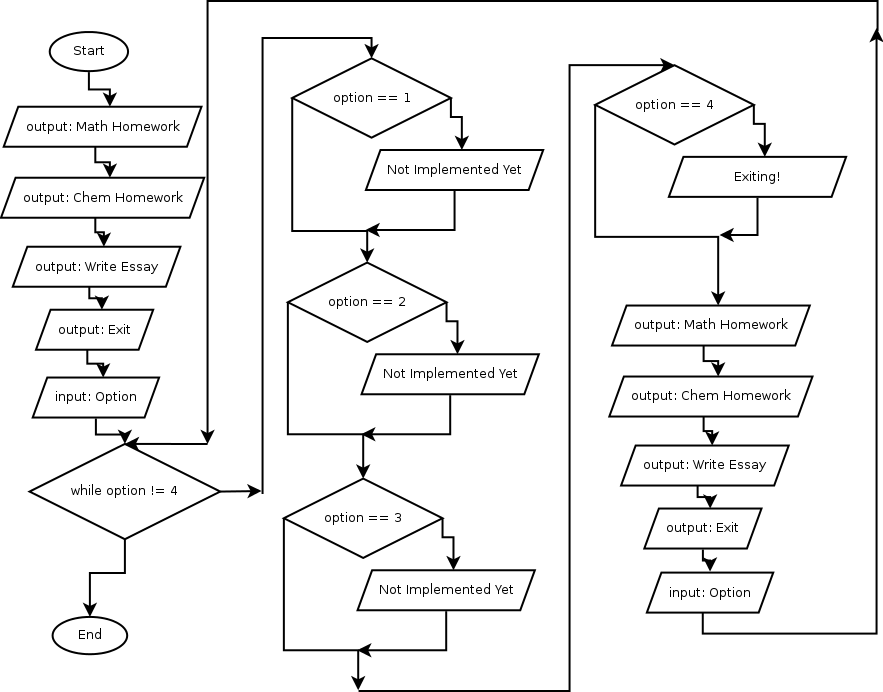 Start
output: Math Homework
output: Chem Homework
output: Write Essay
output: Exit
input: Option
while option != 4
End
option == 1
Not Implemented Yet
option == 2
Not Implemented Yet
option == 3
Not Implemented Yet
option == 4
Exiting!
output: Math Homework
output: Chem Homework
output: Write Essay
output: Exit
input: Option